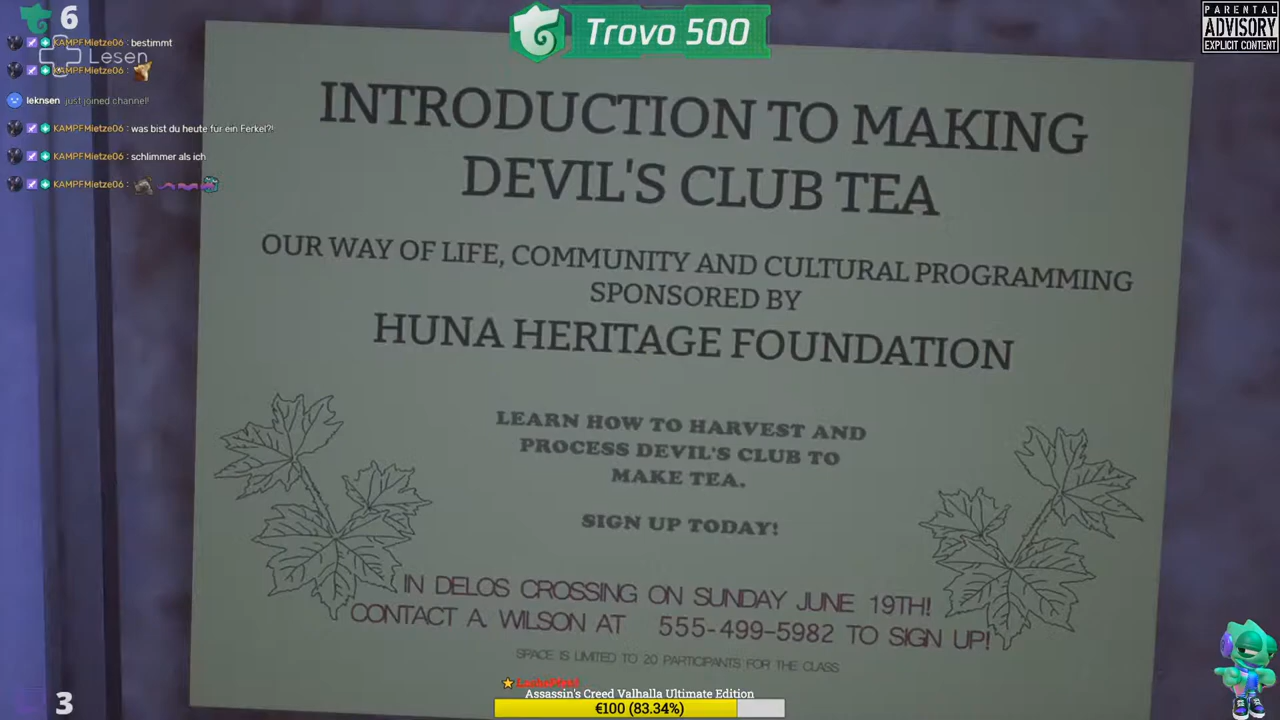 6
Trovo 500
PARENTAL
ADVISORY
EXPLICIT CONTENT
KAMPFMietze06 : bestimmt
Lesen
KAMPFMietze06 :
leknsen just joined channel!
KAMPFMietze06 : was bist du heute für ein Ferkel?!
KAMPFMietze06 : schlimmer als ich
KAMPFMietze06 :
INTRODUCTION TO MAKING
DEVIL'S CLUB TEA
OUR WAY OF LIFE, COMMUNITY AND CULTURAL PROGRAMMING
SPONSORED BY
HUNA HERITAGE FOUNDATION
LEARN HOW TO HARVEST AND
PROCESS DEVIL'S CLUB TO
MAKE TEA.
SIGN UP TODAY!
IN DELOS CROSSING ON SUNDAY JUNE 19TH!
CONTACT A. WILSON AT 555-499-5982 TO SIGN UP!
SPACE IS LIMITED TO 20 PARTICIPANTS FOR THE CLASS
Assassin's Creed Valhalla Ultimate Edition
€100 (83.34%)
3